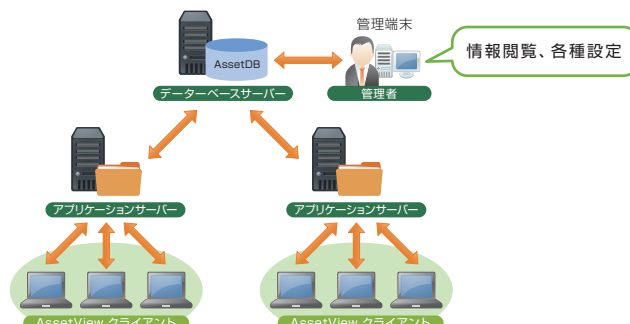 管理端末
情報閲覧、各種設定
AssetDB
データーベースサーバー
管理者
アプリケーションサーバー
アプリケーションサーバー
AssetView クライアント
AssetView クライアント